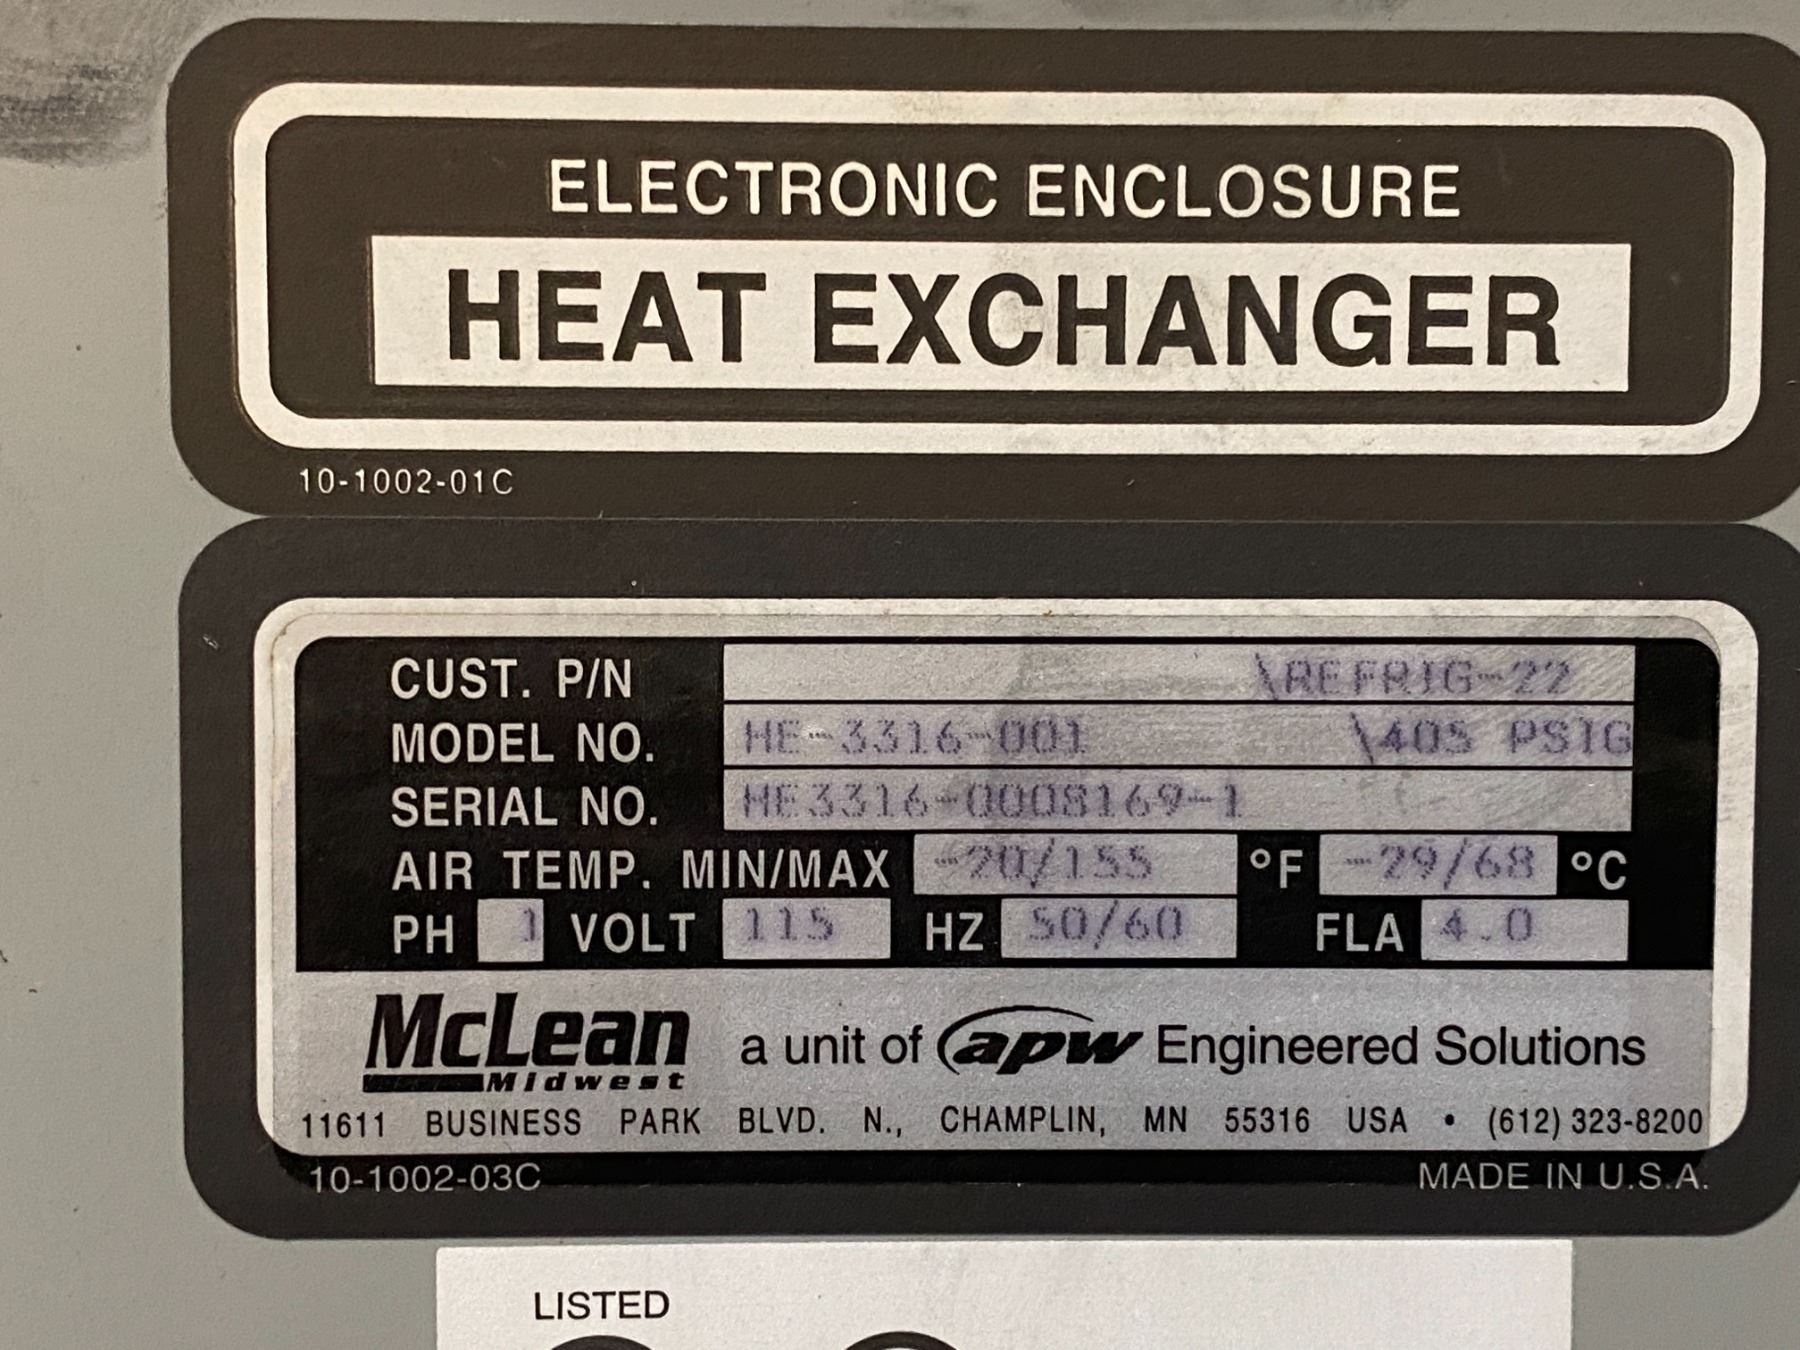 ELECTRONIC ENCLOSURE
HEAT EXCHANGER
10-1002-01C
CUST. P/N \REFRIG-22
MODEL NO. HE-3316-001 \405 PSIG
SERIAL NO. HE3316-0008169-1
AIR TEMP. MIN/MAX -20/155 °F -29/68 °C
PH 1 VOLT 115 HZ 50/60 FLA 4.0
McLean Midwest a unit of apw Engineered Solutions
11611 BUSINESS PARK BLVD. N., CHAMPLIN, MN 55316 USA • (612) 323-8200
10-1002-03C MADE IN U.S.A.
LISTED